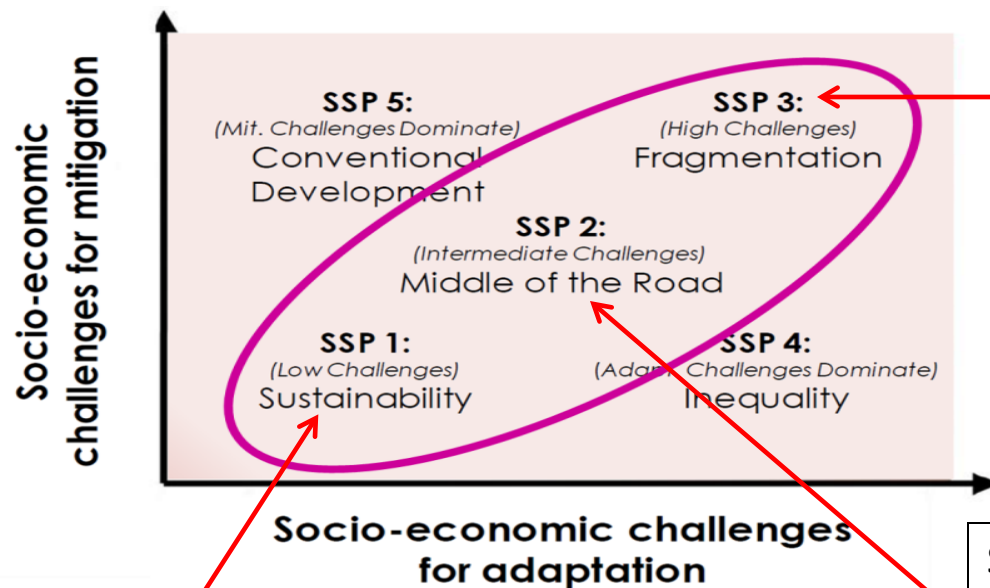 Socio-economic
challenges for mitigation
SSP 5:
(Mit. Challenges Dominate)
Conventional
Development
SSP 3:
(High Challenges)
Fragmentation
SSP 2:
(Intermediate Challenges)
Middle of the Road
SSP 1:
(Low Challenges)
Sustainability
SSP 4:
(Adapt. Challenges Dominate)
Inequality
Socio-economic challenges
for adaptation